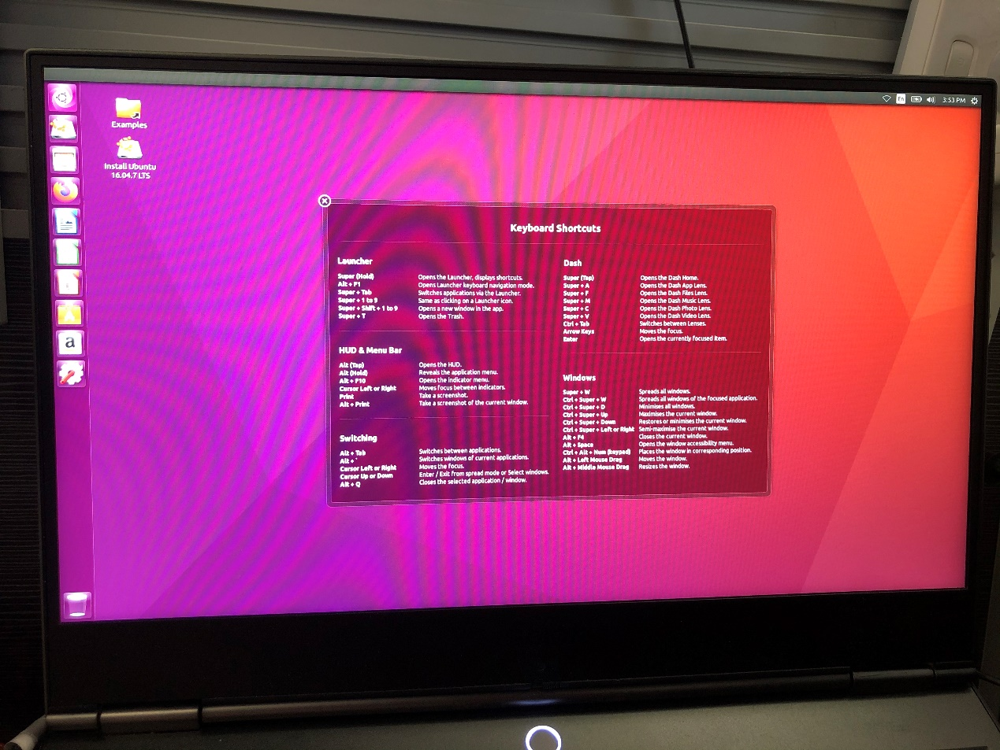 En 3:53 PM
Examples
Install Ubuntu
16.04.7 LTS
a
Keyboard Shortcuts
Launcher
Super (Hold) Opens the Launcher, displays shortcuts.
Alt + F1 Opens Launcher keyboard navigation mode.
Super + Tab Switches applications via the Launcher.
Super + 1 to 9 Same as clicking on a Launcher icon.
Super + Shift + 1 to 9 Opens a new window in the app.
Super + T Opens the Trash.
HUD & Menu Bar
Alt (Tap) Opens the HUD.
Alt (Hold) Reveals the application menu.
Alt + F10 Opens the indicator menu.
Cursor Left or Right Moves focus between indicators.
Print Take a screenshot.
Alt + Print Take a screenshot of the current window.
Switching
Alt + Tab Switches between applications.
Alt + ` Switches windows of current applications.
Cursor Left or Right Moves the focus.
Cursor Up or Down Enter / Exit from spread mode or Select windows.
Alt + Q Closes the selected application / window.
Dash
Super (Tap) Opens the Dash Home.
Super + A Opens the Dash App Lens.
Super + F Opens the Dash Files Lens.
Super + M Opens the Dash Music Lens.
Super + C Opens the Dash Photo Lens.
Super + V Opens the Dash Video Lens.
Ctrl + Tab Switches between Lenses.
Arrow Keys Moves the focus.
Enter Opens the currently focused item.
Windows
Super + W Spreads all windows.
Ctrl + Super + W Spreads all windows of the focused application.
Ctrl + Super + D Minimises all windows.
Ctrl + Super + Up Maximises the current window.
Ctrl + Super + Down Restores or minimises the current window.
Ctrl + Super + Left or Right Semi-maximise the current window.
Alt + F4 Closes the current window.
Alt + Space Opens the window accessibility menu.
Ctrl + Alt + Num (keypad) Places the window in corresponding position.
Alt + Left Mouse Drag Moves the window.
Alt + Middle Mouse Drag Resizes the window.